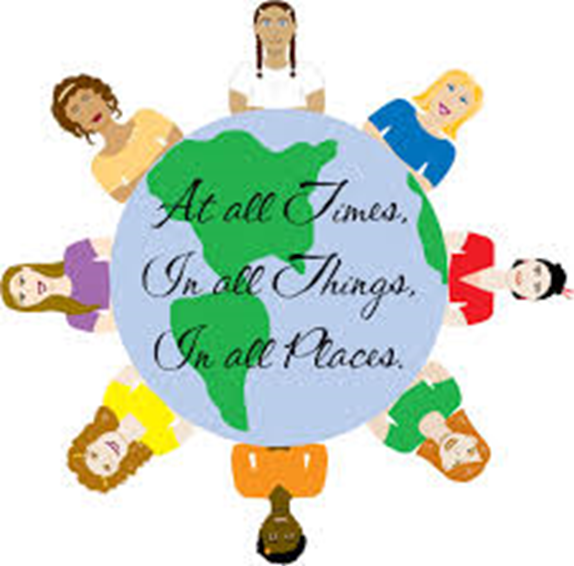 At all Times,
In all Things,
In all Places.